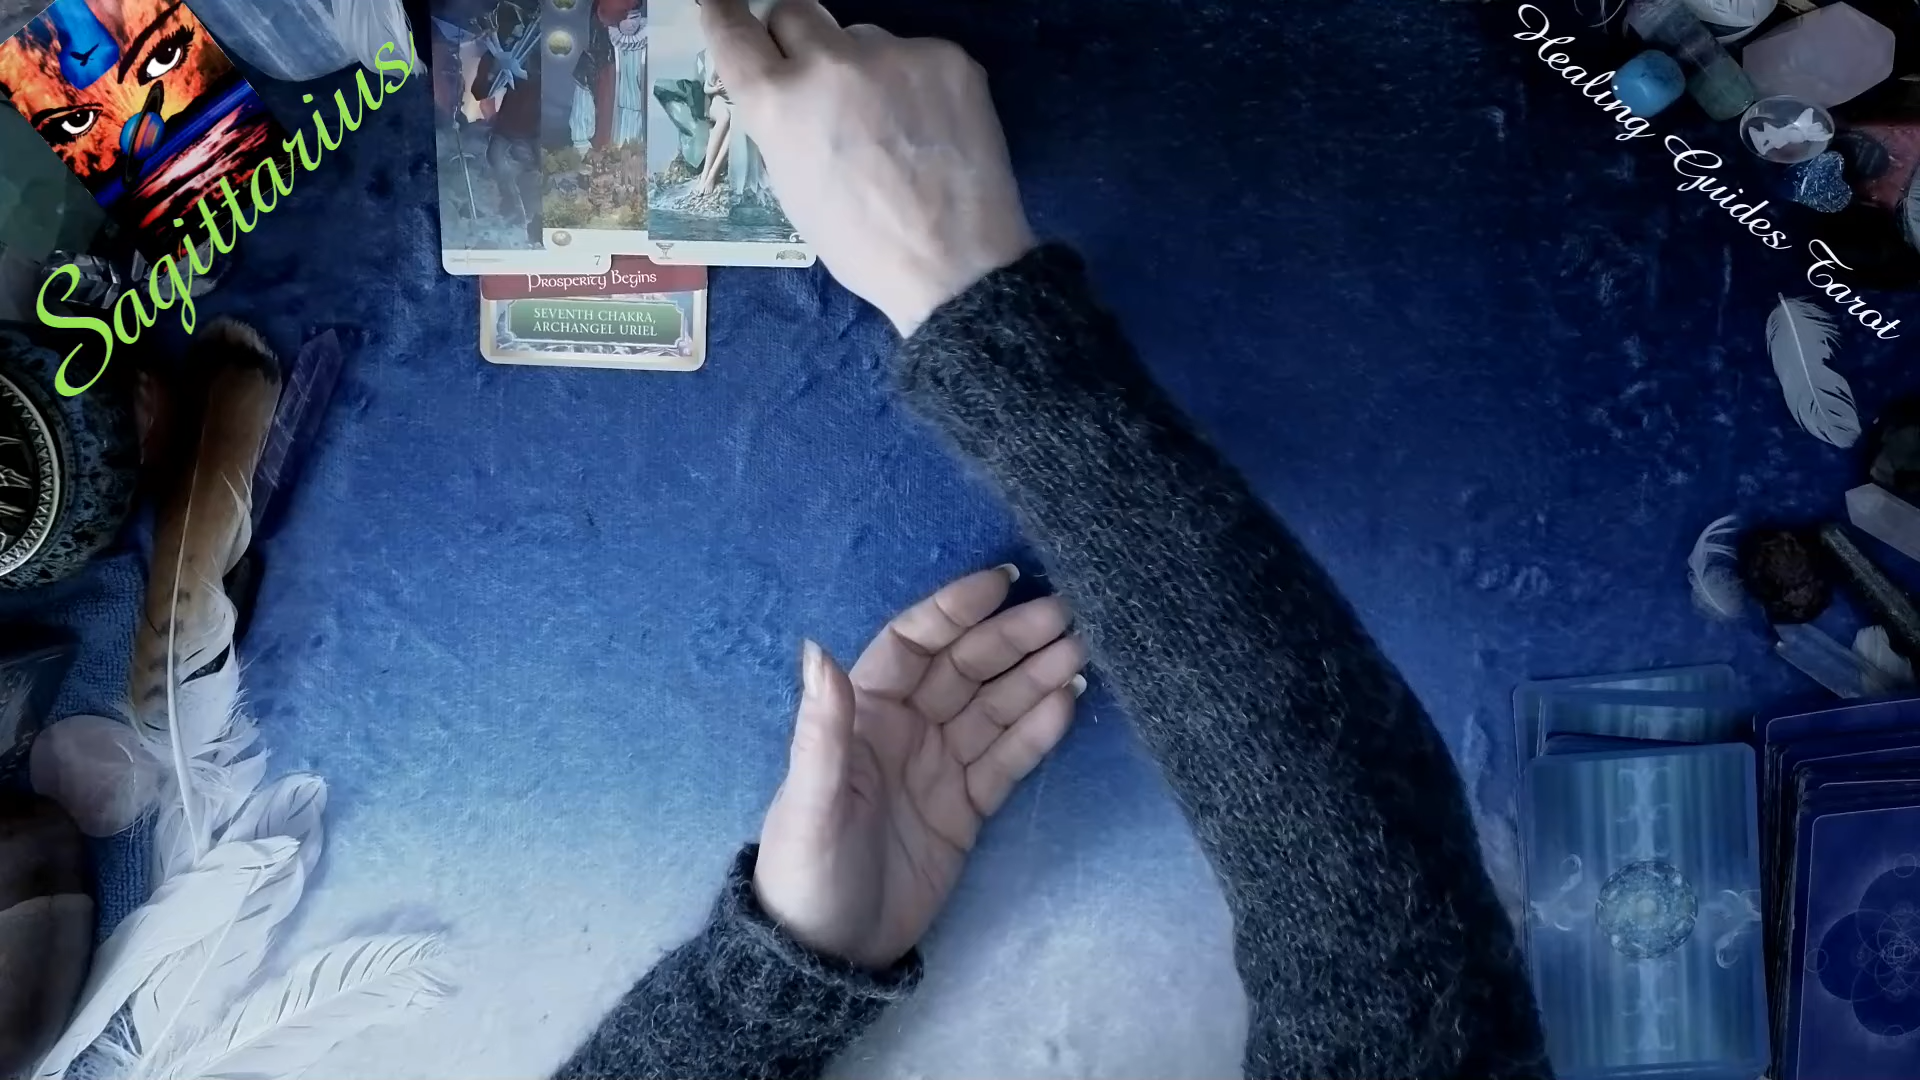 Sagittarius
Healing Guides Tarot
7
Prosperity Begins
SEVENTH CHAKRA,
ARCHANGEL URIEL